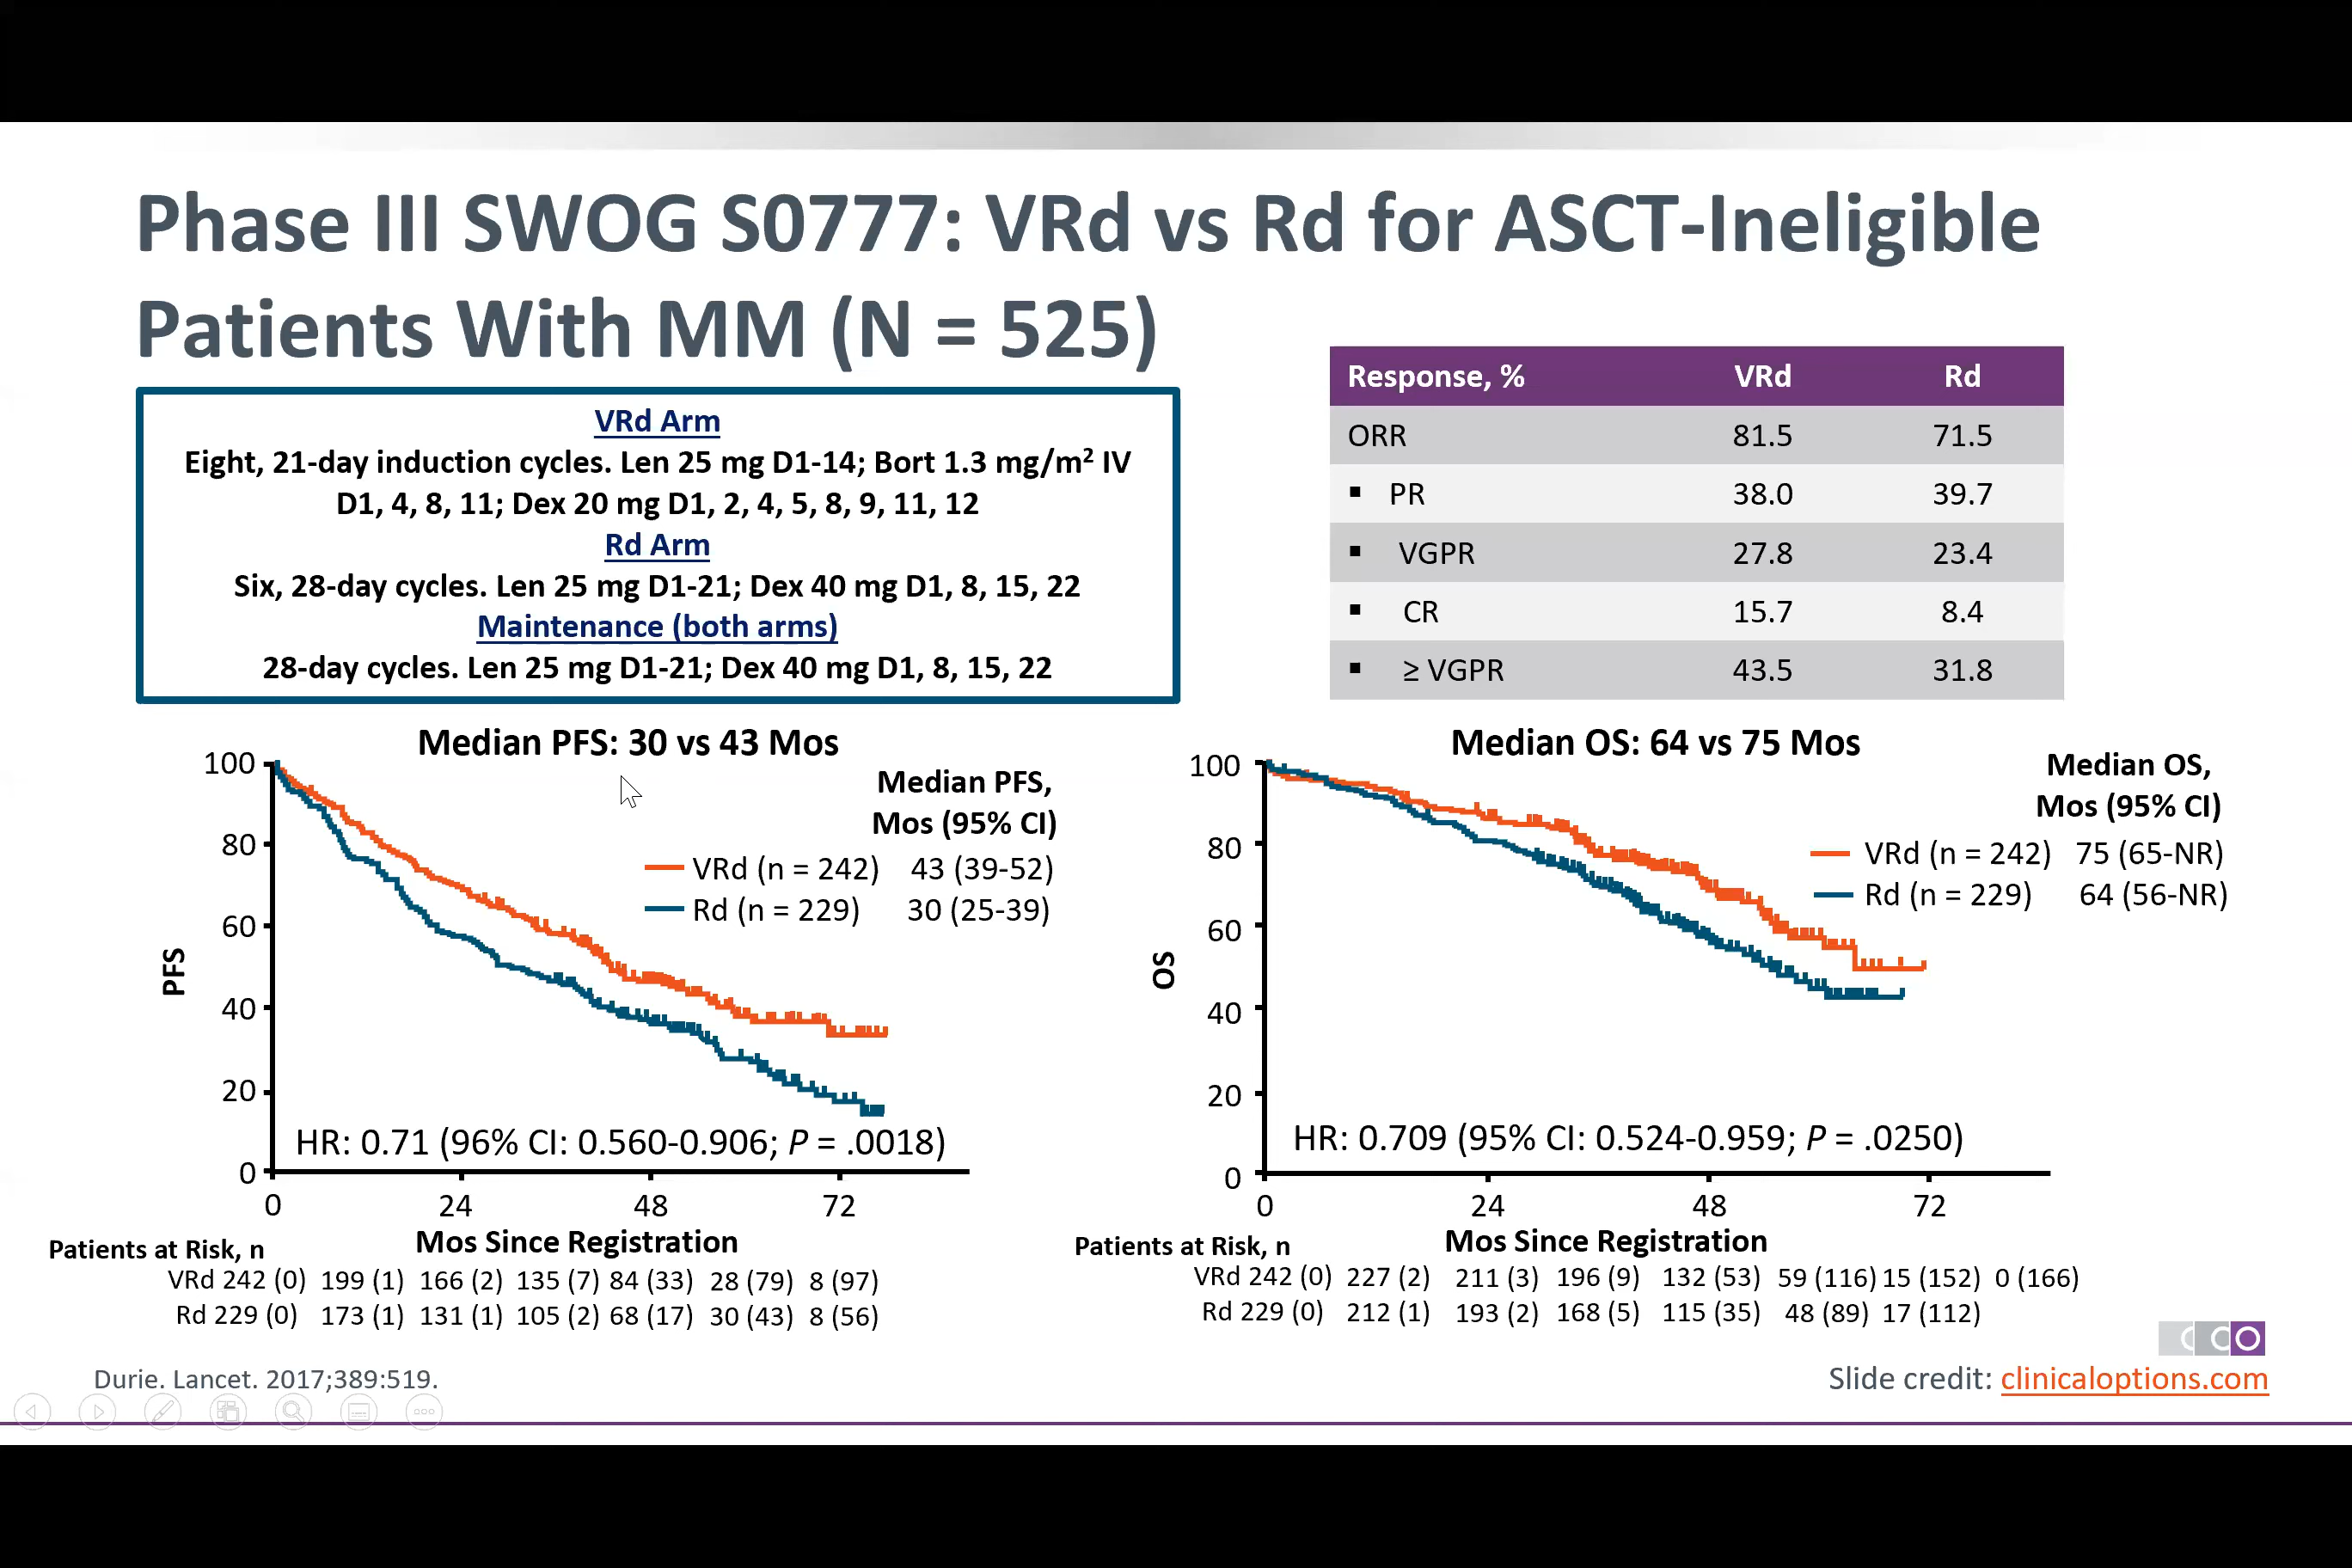 Phase III SWOG S0777: VRd vs Rd for ASCT-Ineligible
Patients With MM (N = 525)
VRd Arm
Eight, 21-day induction cycles. Len 25 mg D1-14; Bort 1.3 mg/m² IV
D1, 4, 8, 11; Dex 20 mg D1, 2, 4, 5, 8, 9, 11, 12
Rd Arm
Six, 28-day cycles. Len 25 mg D1-21; Dex 40 mg D1, 8, 15, 22
Maintenance (both arms)
28-day cycles. Len 25 mg D1-21; Dex 40 mg D1, 8, 15, 22
Response, % VRd Rd
ORR 81.5 71.5
▪ PR 38.0 39.7
▪ VGPR 27.8 23.4
▪ CR 15.7 8.4
▪ ≥ VGPR 43.5 31.8
Median PFS: 30 vs 43 Mos
Median PFS,
Mos (95% CI)
VRd (n = 242) 43 (39-52)
Rd (n = 229) 30 (25-39)
PFS
100
80
60
40
20
0
HR: 0.71 (96% CI: 0.560-0.906; P = .0018)
0 24 48 72
Mos Since Registration
Patients at Risk, n
VRd 242 (0) 199 (1) 166 (2) 135 (7) 84 (33) 28 (79) 8 (97)
Rd 229 (0) 173 (1) 131 (1) 105 (2) 68 (17) 30 (43) 8 (56)
Median OS: 64 vs 75 Mos
Median OS,
Mos (95% CI)
VRd (n = 242) 75 (65-NR)
Rd (n = 229) 64 (56-NR)
OS
100
80
60
40
20
0
HR: 0.709 (95% CI: 0.524-0.959; P = .0250)
0 24 48 72
Mos Since Registration
Patients at Risk, n
VRd 242 (0) 227 (2) 211 (3) 196 (9) 132 (53) 59 (116) 15 (152) 0 (166)
Rd 229 (0) 212 (1) 193 (2) 168 (5) 115 (35) 48 (89) 17 (112)
CCO
Durie. Lancet. 2017;389:519.
Slide credit: clinicaloptions.com